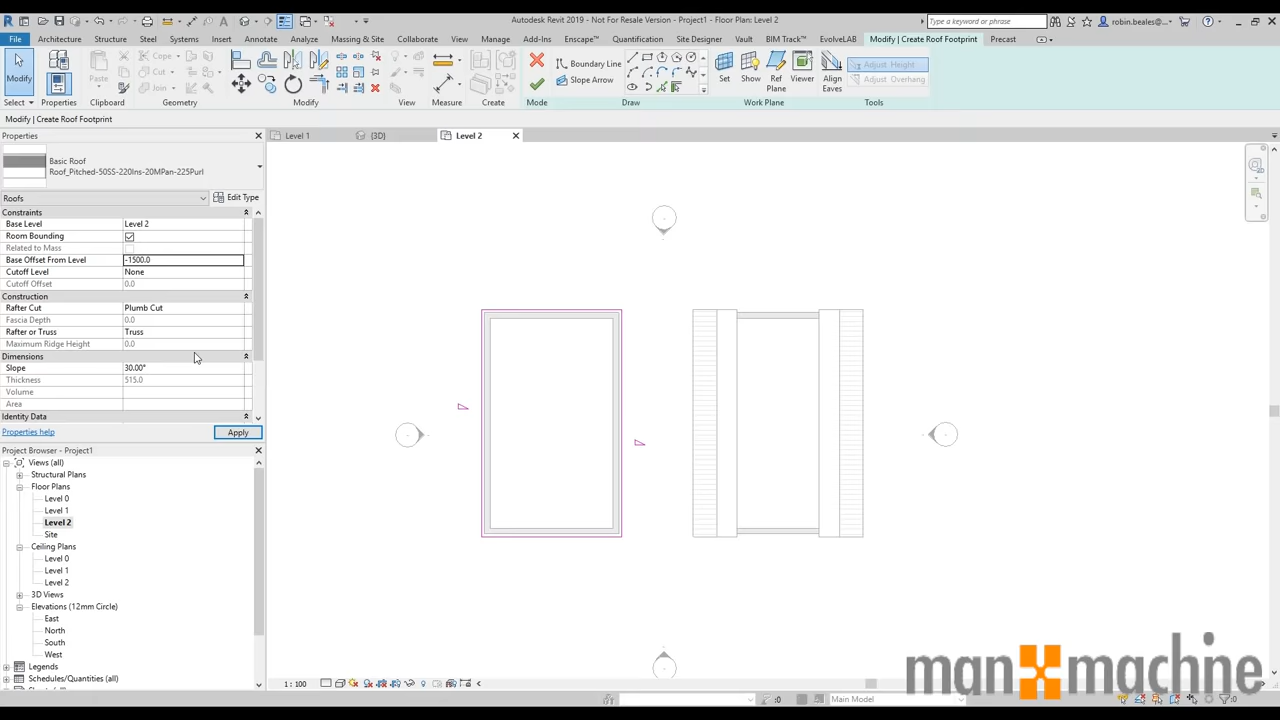 Autodesk Revit 2019 - Not For Resale Version - Project1 - Floor Plan: Level 2
Type a keyword or phrase
robin.beales@...
File Architecture Structure Steel Systems Insert Annotate Analyze Massing & Site Collaborate View Manage Add-Ins Enscape™ Quantification Site Designer Vault BIM Track™ EvolveLAB Modify | Create Roof Footprint Precast
Modify
Paste
Cope
Cut
Join
Boundary Line
Slope Arrow
Set
Show
Ref Plane
Viewer
Align Eaves
Adjust Height
Adjust Overhang
Select Properties Clipboard Geometry Modify View Measure Create Mode Draw Work Plane Tools
Modify | Create Roof Footprint
Properties
Level 1
{3D}
Level 2
Basic Roof
Roof_Pitched-50SS-220Ins-20MPan-225Purl
Roofs
Edit Type
Constraints
Base Level Level 2
Room Bounding
Related to Mass
Base Offset From Level -1500.0
Cutoff Level None
Cutoff Offset 0.0
Construction
Rafter Cut Plumb Cut
Fascia Depth 0.0
Rafter or Truss Truss
Maximum Ridge Height 0.0
Dimensions
Slope 30.00°
Thickness 515.0
Volume
Area
Identity Data
Properties help
Apply
Project Browser - Project1
Views (all)
Structural Plans
Floor Plans
Level 0
Level 1
Level 2
Site
Ceiling Plans
Level 0
Level 1
Level 2
3D Views
Elevations (12mm Circle)
East
North
South
West
Legends
Schedules/Quantities (all)
1 : 100
:0
Main Model
:0
man machine